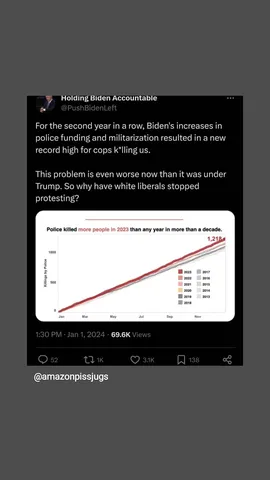 Holding Biden Accountable
@PushBidenLeft
For the second year in a row, Biden's increases in
police funding and militarization resulted in a new
record high for cops k*lling us.
This problem is even worse now than it was under
Trump. So why have white liberals stopped
protesting?
Police killed more people in 2023 than any year in more than a decade.
1,218
1000
500
0
Killings by Police
2023 2017
2022 2016
2021 2015
2020 2014
2019 2013
2018
Jan Mar May Jul Sep Nov
1:30 PM · Jan 1, 2024 · 69.6K Views
52 1K 3.1K 138
@amazonpissjugs